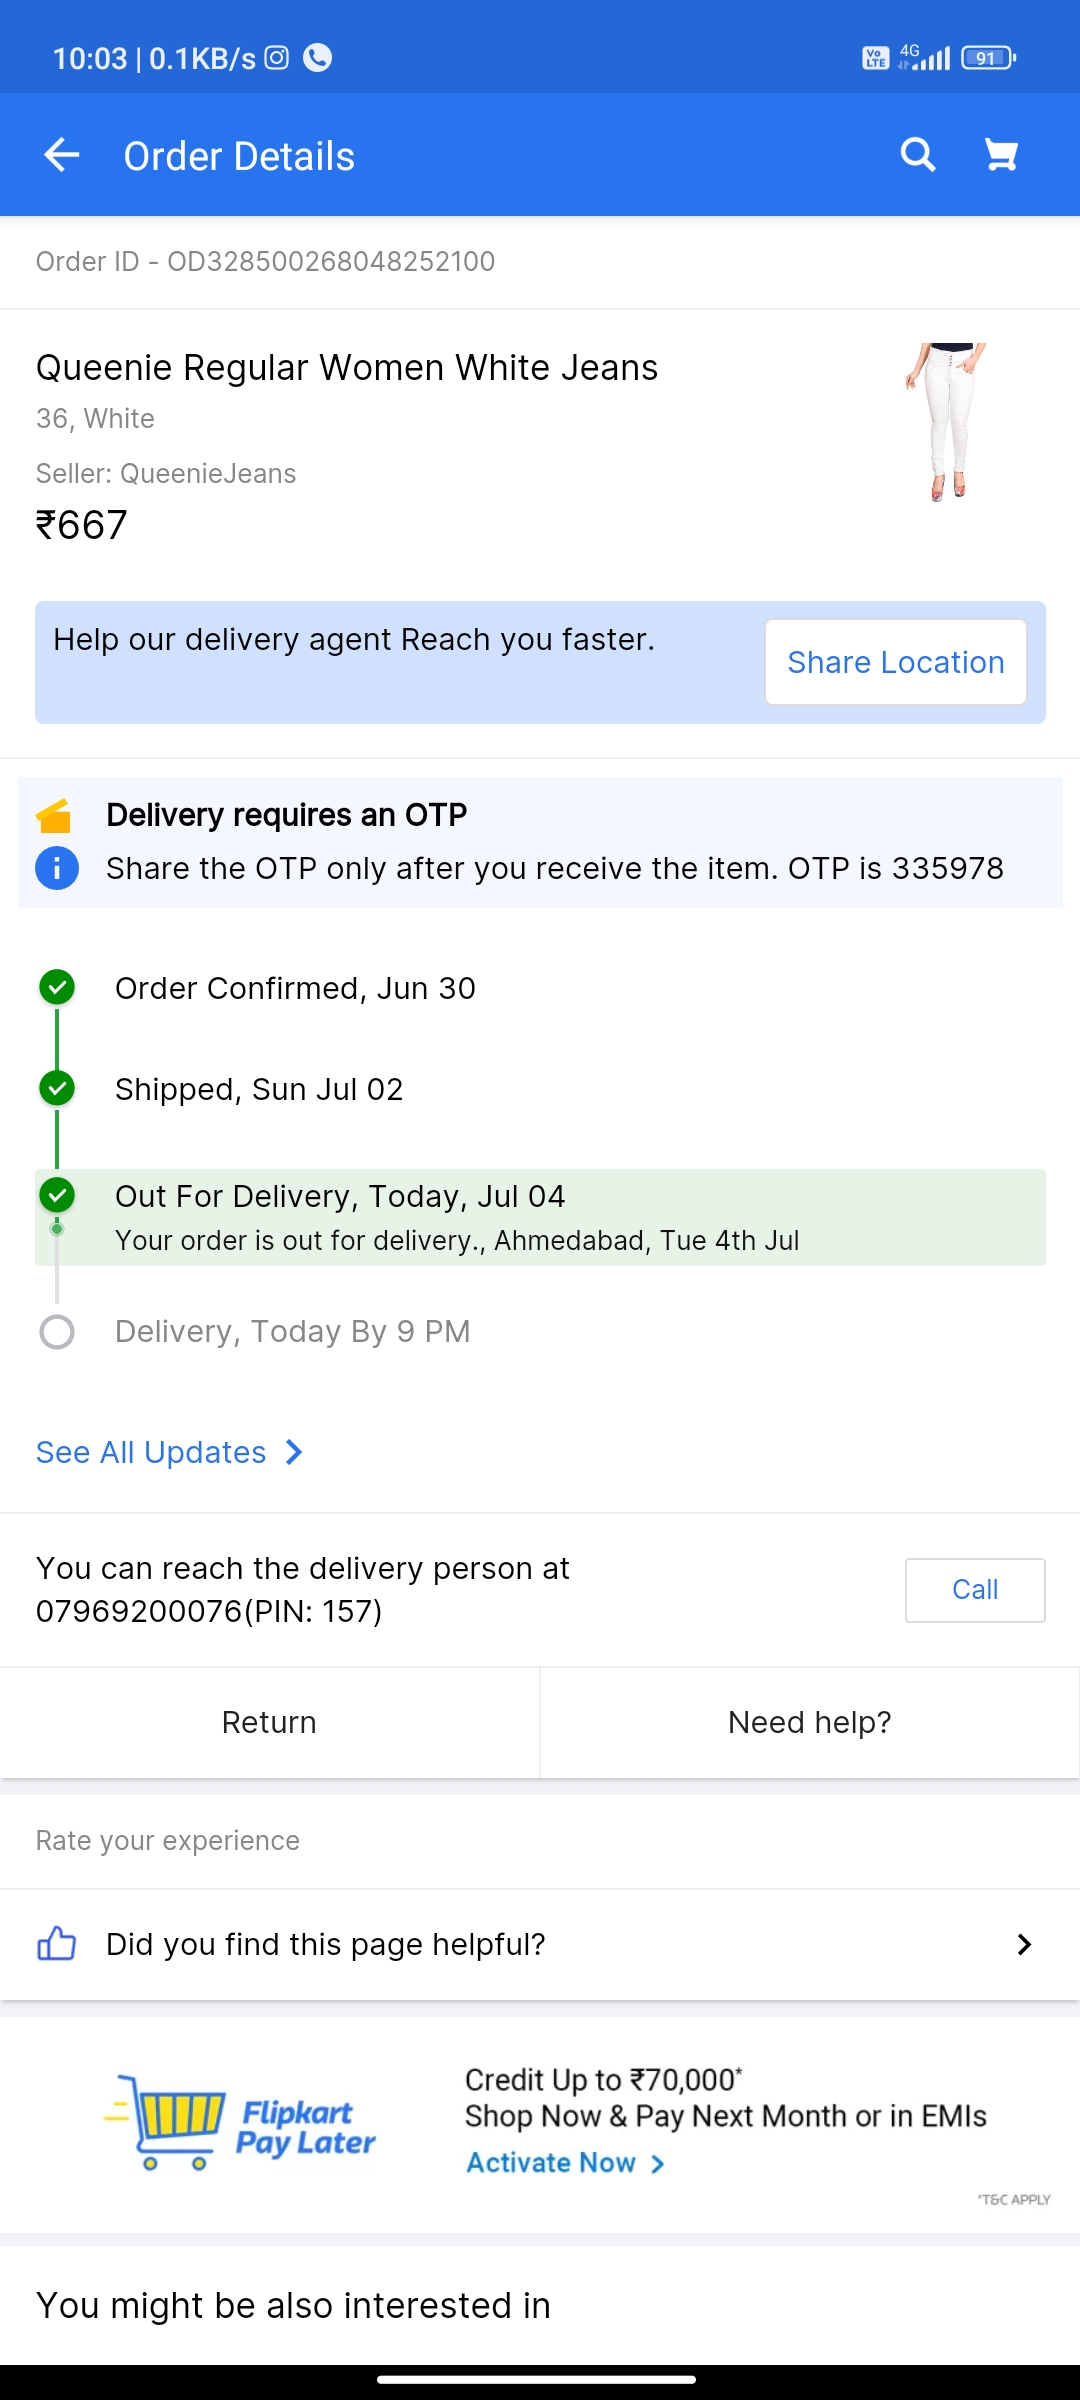 10:03 | 0.1KB/s
Vo LTE 4G 91
Order Details
Order ID - OD328500268048252100
Queenie Regular Women White Jeans
36, White
Seller: QueenieJeans
₹667
Help our delivery agent Reach you faster.
Share Location
Delivery requires an OTP
Share the OTP only after you receive the item. OTP is 335978
Order Confirmed, Jun 30
Shipped, Sun Jul 02
Out For Delivery, Today, Jul 04
Your order is out for delivery., Ahmedabad, Tue 4th Jul
Delivery, Today By 9 PM
See All Updates
You can reach the delivery person at
07969200076(PIN: 157)
Call
Return
Need help?
Rate your experience
Did you find this page helpful?
Flipkart
Pay Later
Credit Up to ₹70,000*
Shop Now & Pay Next Month or in EMIs
Activate Now
*T&C APPLY
You might be also interested in